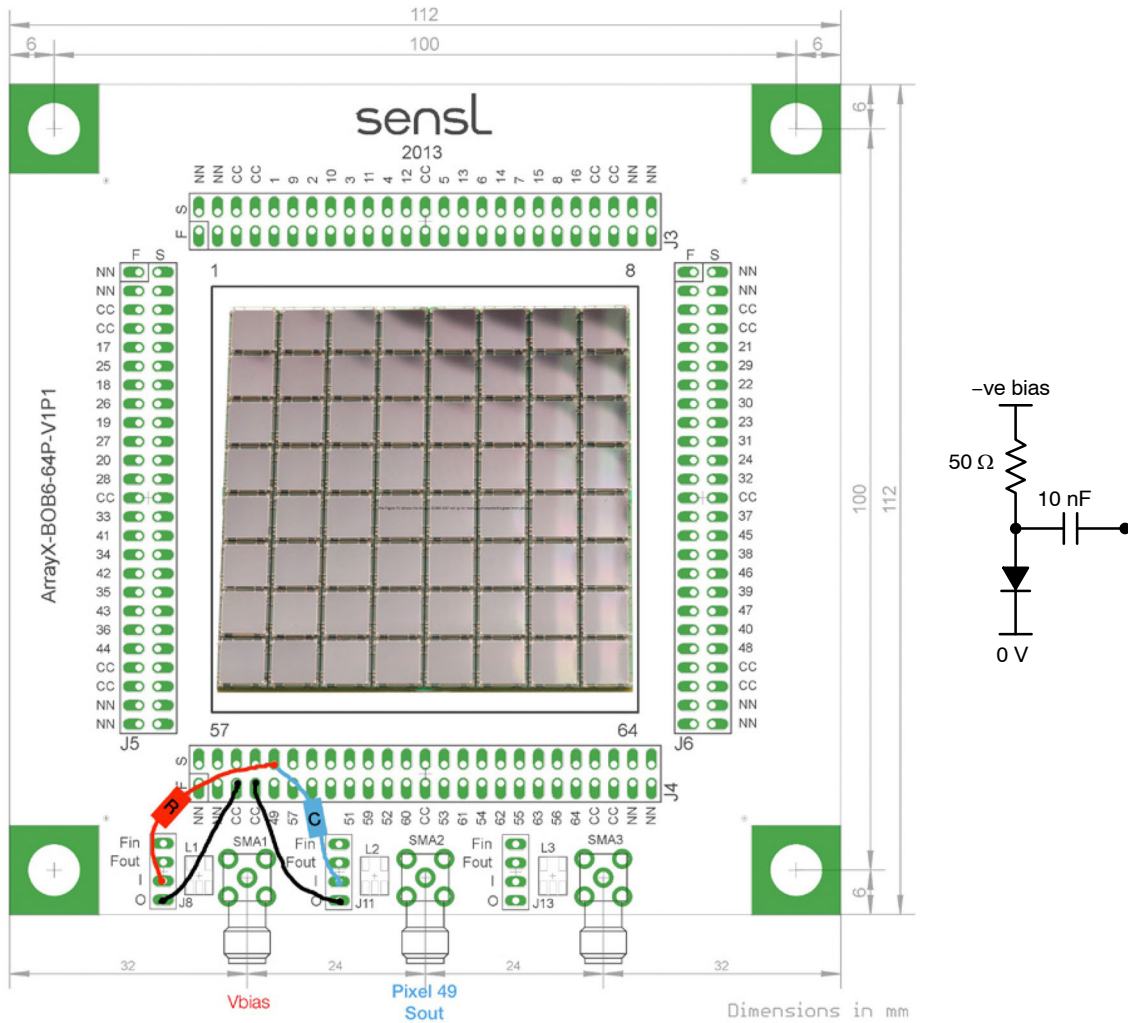 112
6
100
6
sensL
2013
NN
NN
CC
CC
1
9
2
10
3
11
4
12
CC
5
13
6
14
7
15
8
16
CC
CC
NN
NN
S
F
J3
6
F S
1
8
F S
NN
NN
CC
CC
17
25
18
26
19
27
20
28
CC
33
41
34
42
35
43
36
44
CC
CC
NN
NN
J5
ArrayX-BOB6-64P-V1P1
NN
NN
CC
CC
21
29
22
30
23
31
24
32
CC
37
45
38
46
39
47
40
48
CC
CC
NN
NN
J6
100
112
–ve bias
50 Ω
10 nF
0 V
57
64
S
F
J4
R
C
NN
NN
CC
CC
49
57
51
59
52
60
CC
53
61
54
62
55
63
56
64
CC
CC
NN
NN
Fin
Fout
I
O
L1
J8
SMA1
Fin
Fout
I
O
L2
J11
SMA2
Fin
Fout
I
O
L3
J13
SMA3
6
32
24
24
32
Vbias
Pixel 49
Sout
Dimensions in mm